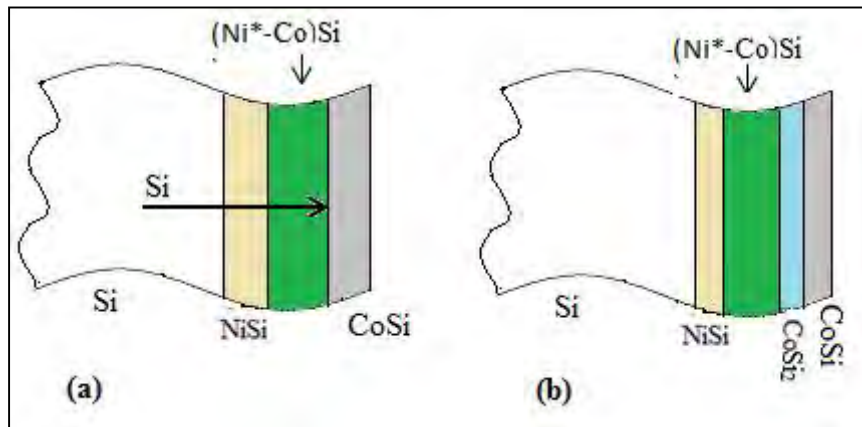 (Ni*-Co)Si
Si
Si
NiSi
CoSi
(a)
(Ni*-Co)Si
Si
NiSi
CoSi₂
CoSi
(b)